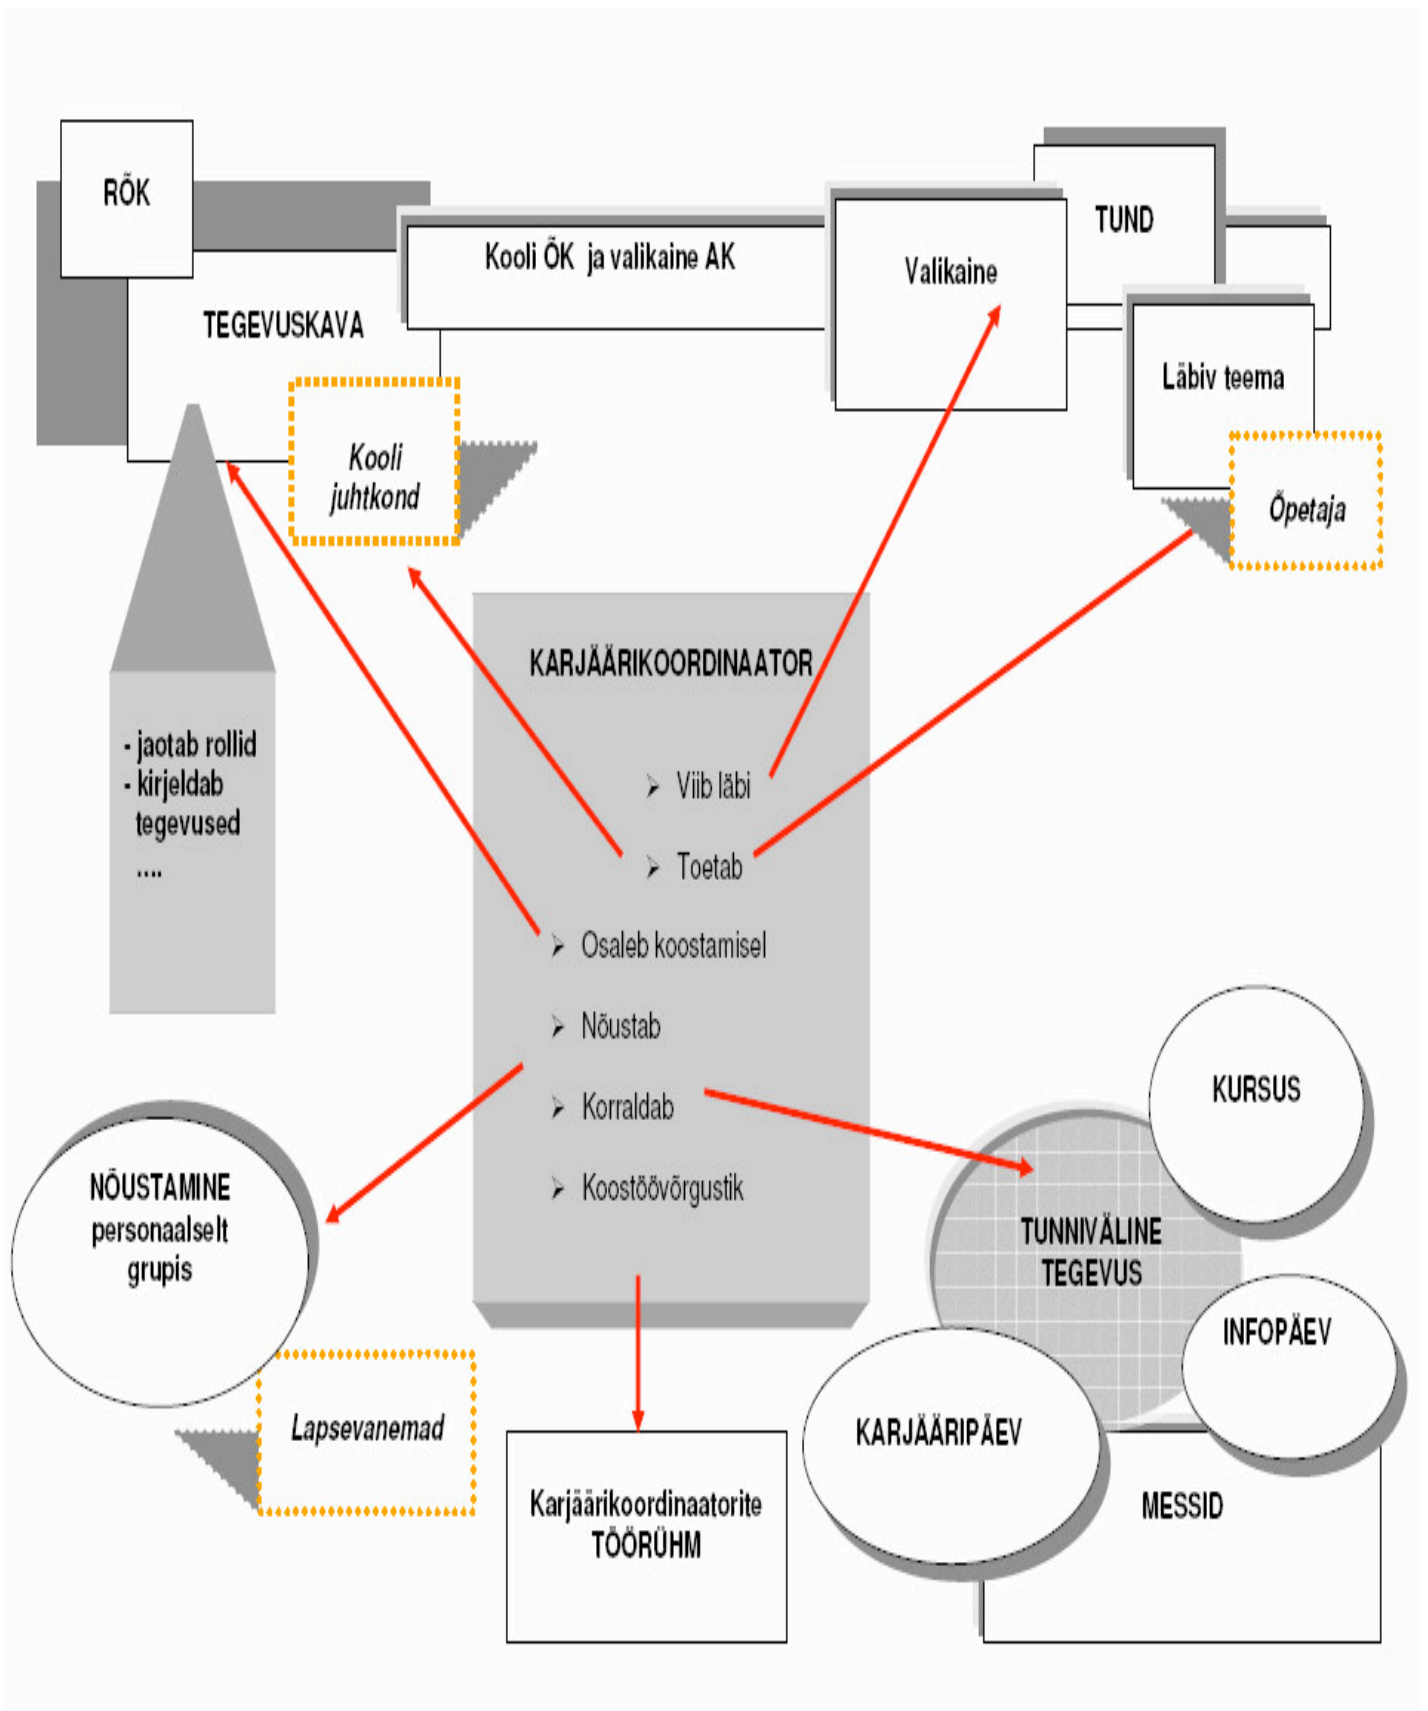 RÕK
TUND
Kooli ÕK ja valikaine AK
Valikaine
TEGEVUSKAVA
Läbiv teema
Kooli
juhtkond
Õpetaja
KARJÄÄRIKOORDINAATOR
- jaotab rollid
- kirjeldab
tegevused
....
➢ Viib läbi
➢ Toetab
➢ Osaleb koostamisel
➢ Nõustab
➢ Korraldab
➢ Koostöövõrgustik
KURSUS
NÕUSTAMINE
personaalselt
grupis
TUNNIVÄLINE
TEGEVUS
INFOPÄEV
Lapsevanemad
KARJÄÄRIPÄEV
Karjäärikoordinaatorite
TÖÖRÜHM
MESSID